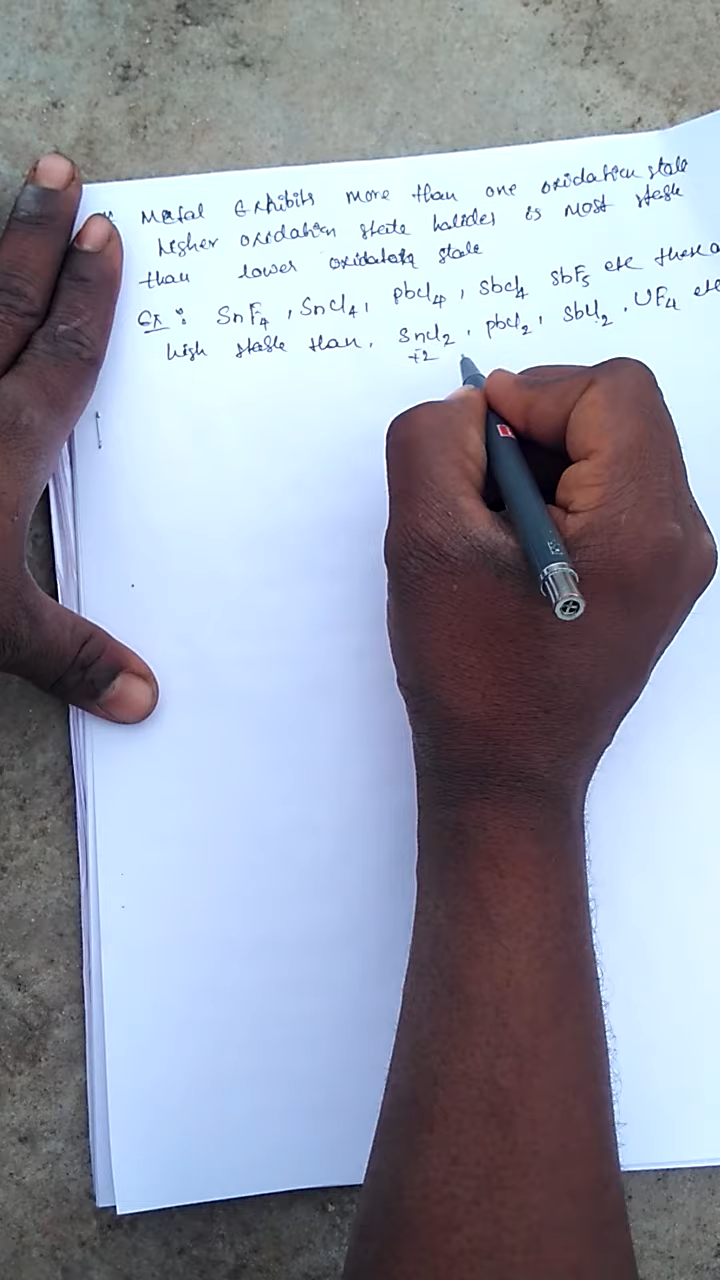 Metal Exhibits more than one oxidation state
higher oxidation state halides is most stable
than lower oxidation state
Ex: SnF4, SnCl4, pbCl4, SbCl4 SbF5 etc there a
high stable than, SnCl2, pbCl2, SbCl2, UF4 etc
+2